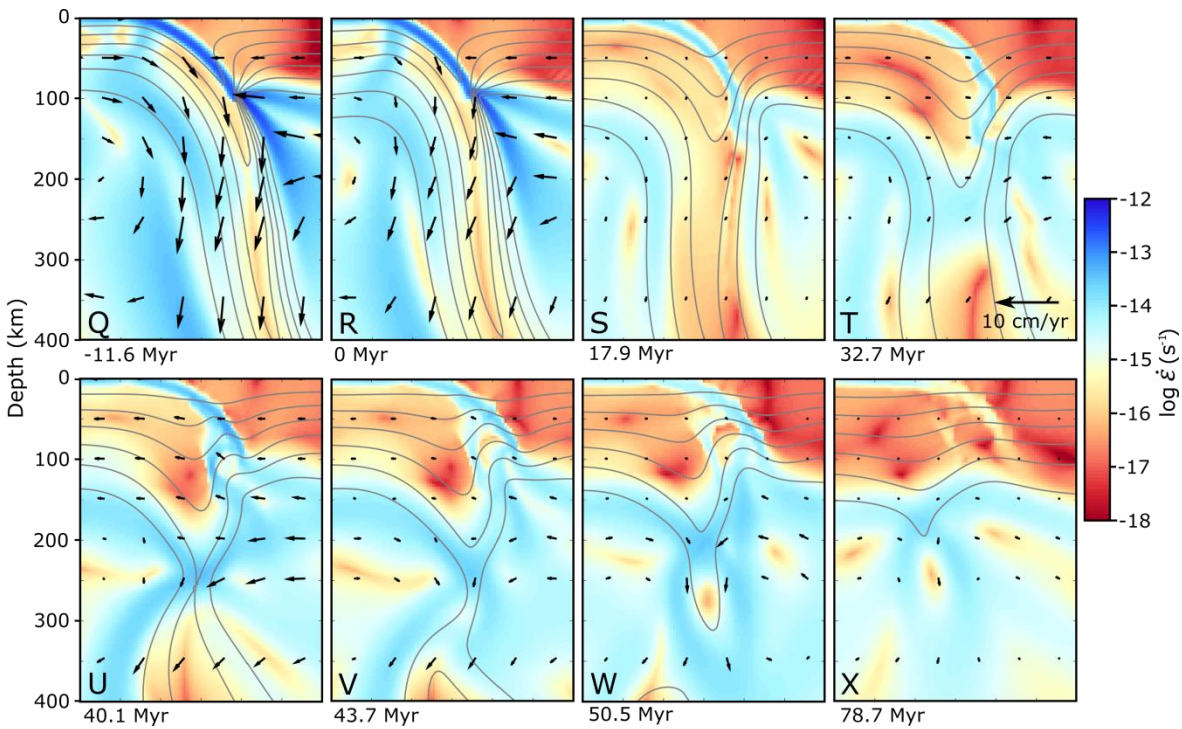 0
100
200
300
400
Depth (km)
Q
R
S
T
10 cm/yr
-11.6 Myr
0 Myr
17.9 Myr
32.7 Myr
-12
-13
-14
-15
-16
-17
-18
log ε̇ (s⁻¹)
0
100
200
300
400
U
V
W
X
40.1 Myr
43.7 Myr
50.5 Myr
78.7 Myr